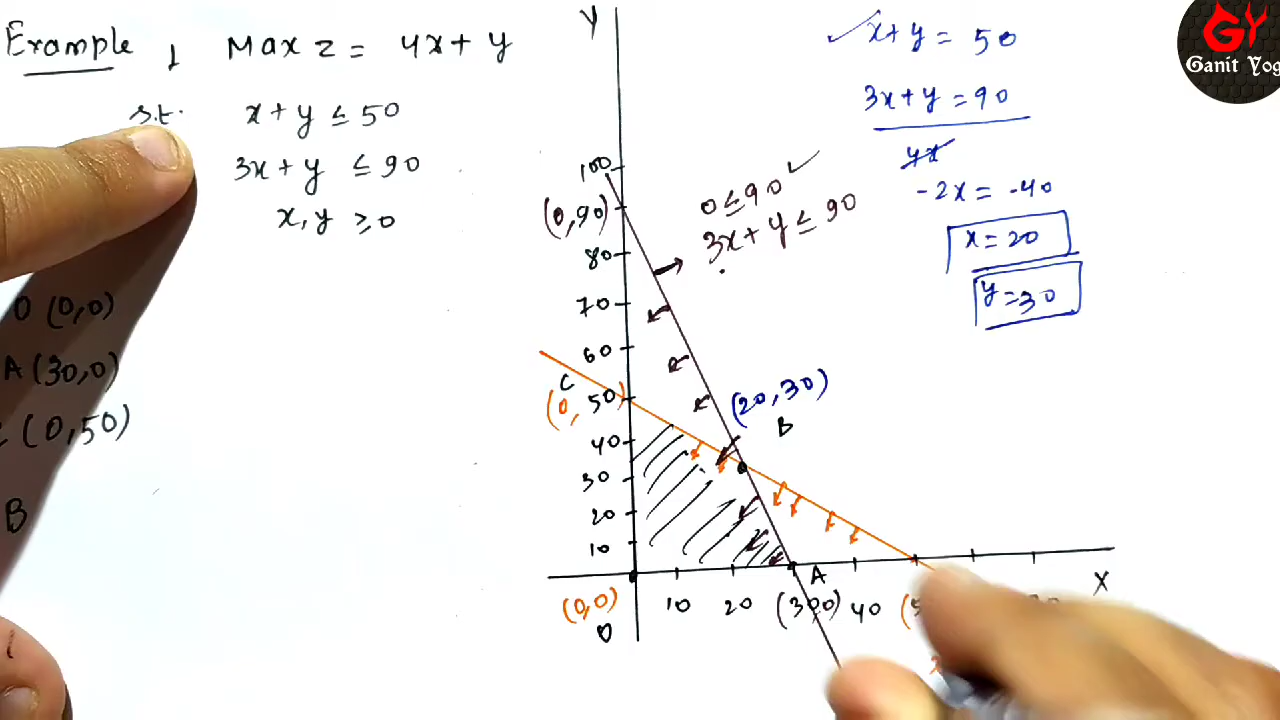 Example 1 Max z = 4x + y
s.t. x + y ≤ 50
3x + y ≤ 90
x, y ≥ 0
O (0,0)
A (30,0)
(0,50)
B
Y
100
(0,90)
80
70
60
C
(0, 50)
40
30
20
10
(0,0)
O
10
20
(30,0)
A
40
X
0 ≤ 90 ✓
3x + y ≤ 90
(20,30)
B
✓ x + y = 50
3x + y = 90
-2x = -40
x = 20
y = 30
GY
Ganit Yog